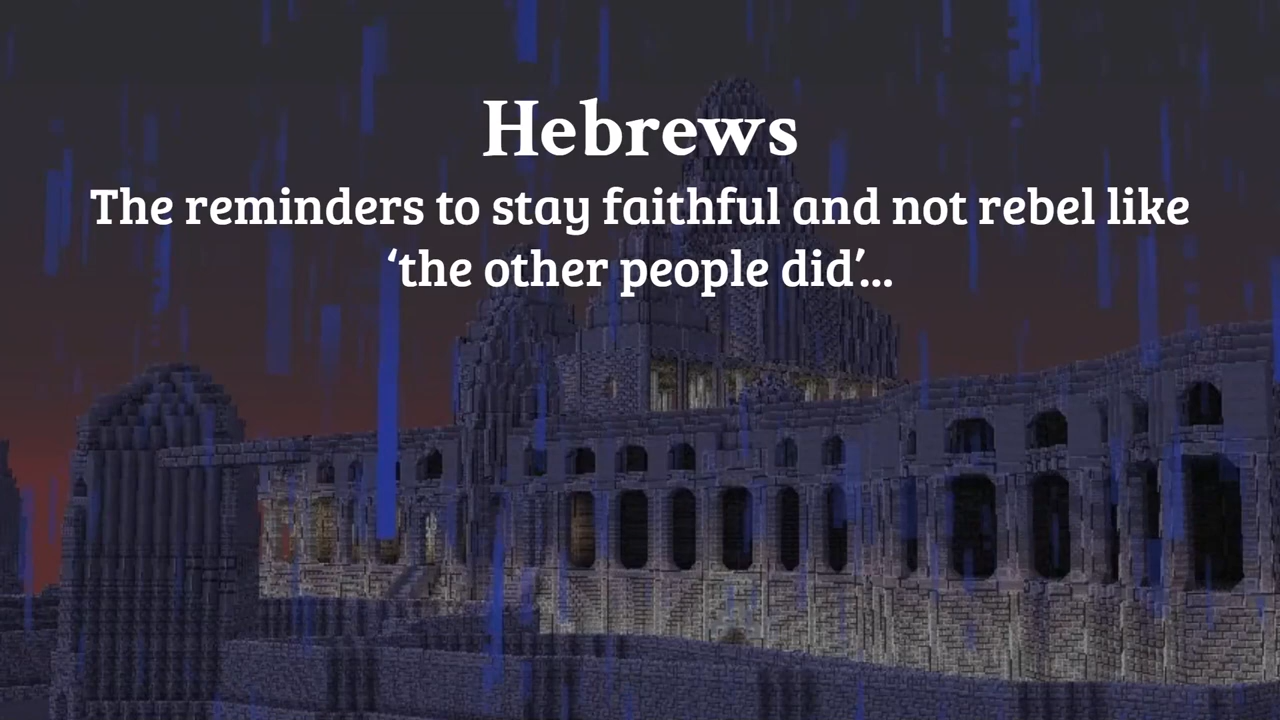 Hebrews
The reminders to stay faithful and not rebel like
‘the other people did’...